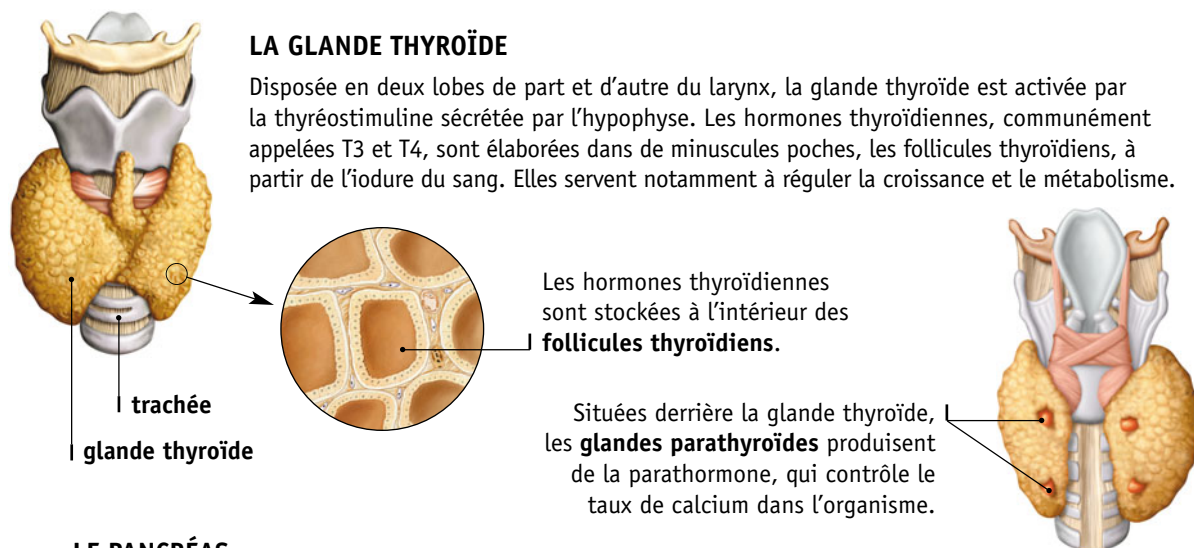 LA GLANDE THYROÏDE
Disposée en deux lobes de part et d’autre du larynx, la glande thyroïde est activée par
la thyréostimuline sécrétée par l’hypophyse. Les hormones thyroïdiennes, communément
appelées T3 et T4, sont élaborées dans de minuscules poches, les follicules thyroïdiens, à
partir de l’iodure du sang. Elles servent notamment à réguler la croissance et le métabolisme.
Les hormones thyroïdiennes
sont stockées à l’intérieur des
follicules thyroïdiens.
trachée
glande thyroïde
Situées derrière la glande thyroïde,
les glandes parathyroïdes produisent
de la parathormone, qui contrôle le
taux de calcium dans l’organisme.
LE PANCRÉAS